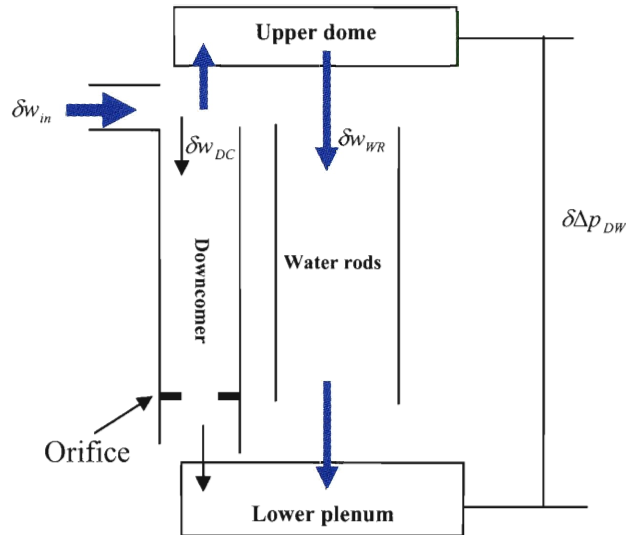 Upper dome
δw_in
δw_DC
δw_WR
δΔp_DW
Downcomer
Water rods
Orifice
Lower plenum